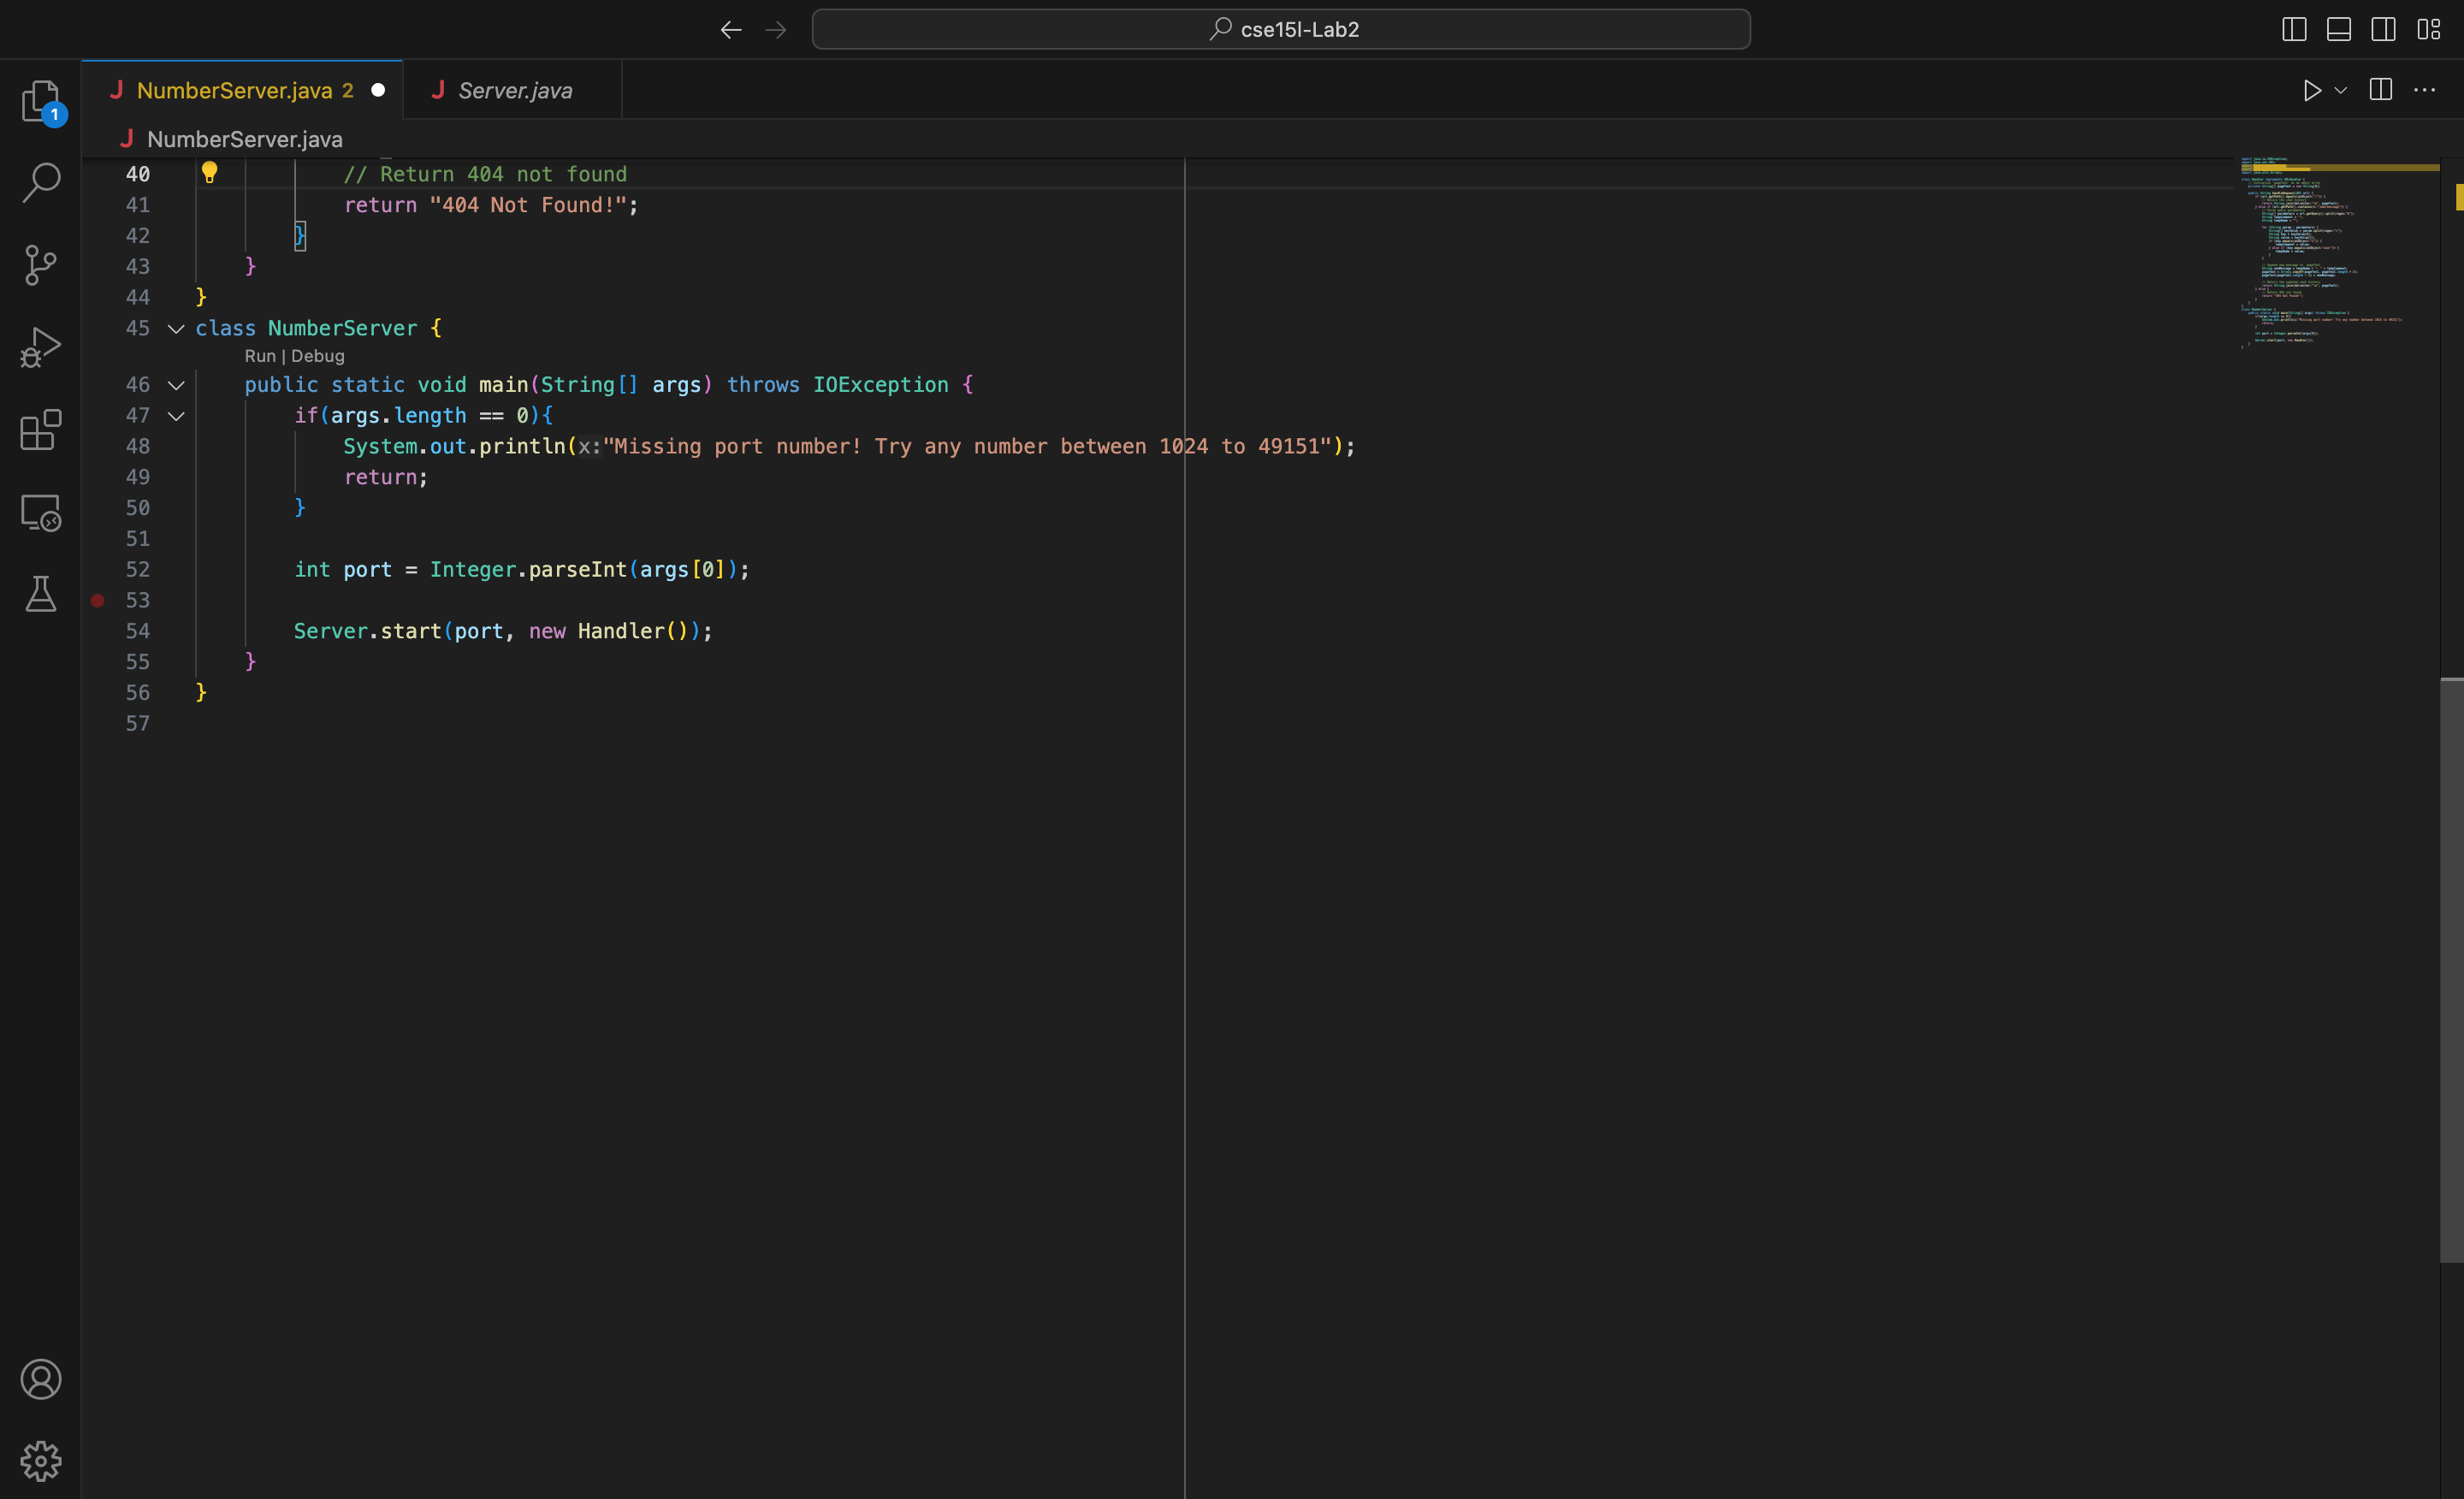 cse15l-Lab2
NumberServer.java 2
Server.java
1
NumberServer.java
40 // Return 404 not found
41 return "404 Not Found!";
42 }
43 }
44 }
45 class NumberServer {
Run | Debug
46 public static void main(String[] args) throws IOException {
47 if(args.length == 0){
48 System.out.println(x:"Missing port number! Try any number between 1024 to 49151");
49 return;
50 }
51
52 int port = Integer.parseInt(args[0]);
53
54 Server.start(port, new Handler());
55 }
56 }
57